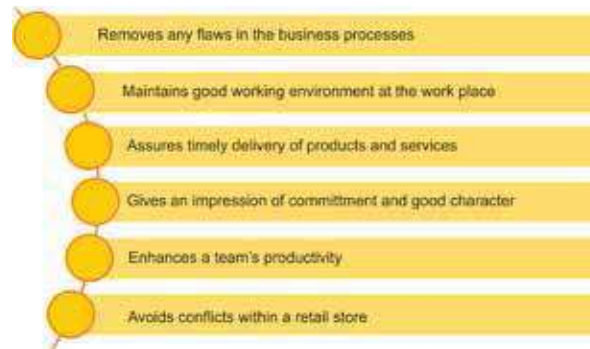 Removes any flaws in the business processes
Maintains good working environment at the work place
Assures timely delivery of products and services
Gives an impression of committment and good character
Enhances a team's productivity
Avoids conflicts within a retail store